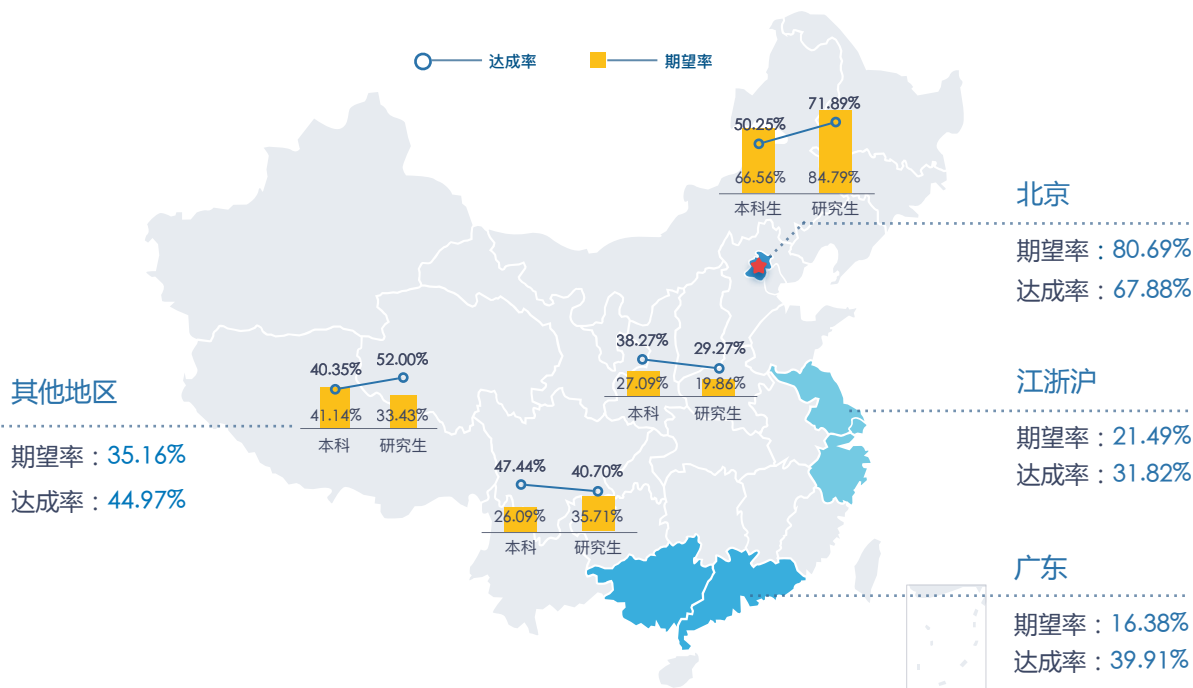 达成率
期望率
71.89%
50.25%
66.56%
84.79%
本科生
研究生
北京
期望率：80.69%
达成率：67.88%
38.27%
29.27%
27.09%
19.86%
本科
研究生
江浙沪
期望率：21.49%
达成率：31.82%
52.00%
40.35%
41.14%
33.43%
本科
研究生
其他地区
期望率：35.16%
达成率：44.97%
47.44%
40.70%
26.09%
35.71%
本科
研究生
广东
期望率：16.38%
达成率：39.91%